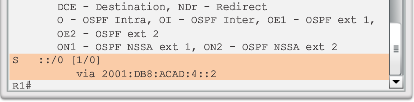 DCE - Destination, NDr - Redirect
O - OSPF Intra, OI - OSPF Inter, OE1 - OSPF ext 1,
OE2 - OSPF ext 2
ON1 - OSPF NSSA ext 1, ON2 - OSPF NSSA ext 2
S   ::/0 [1/0]
     via 2001:DB8:ACAD:4::2
R1#